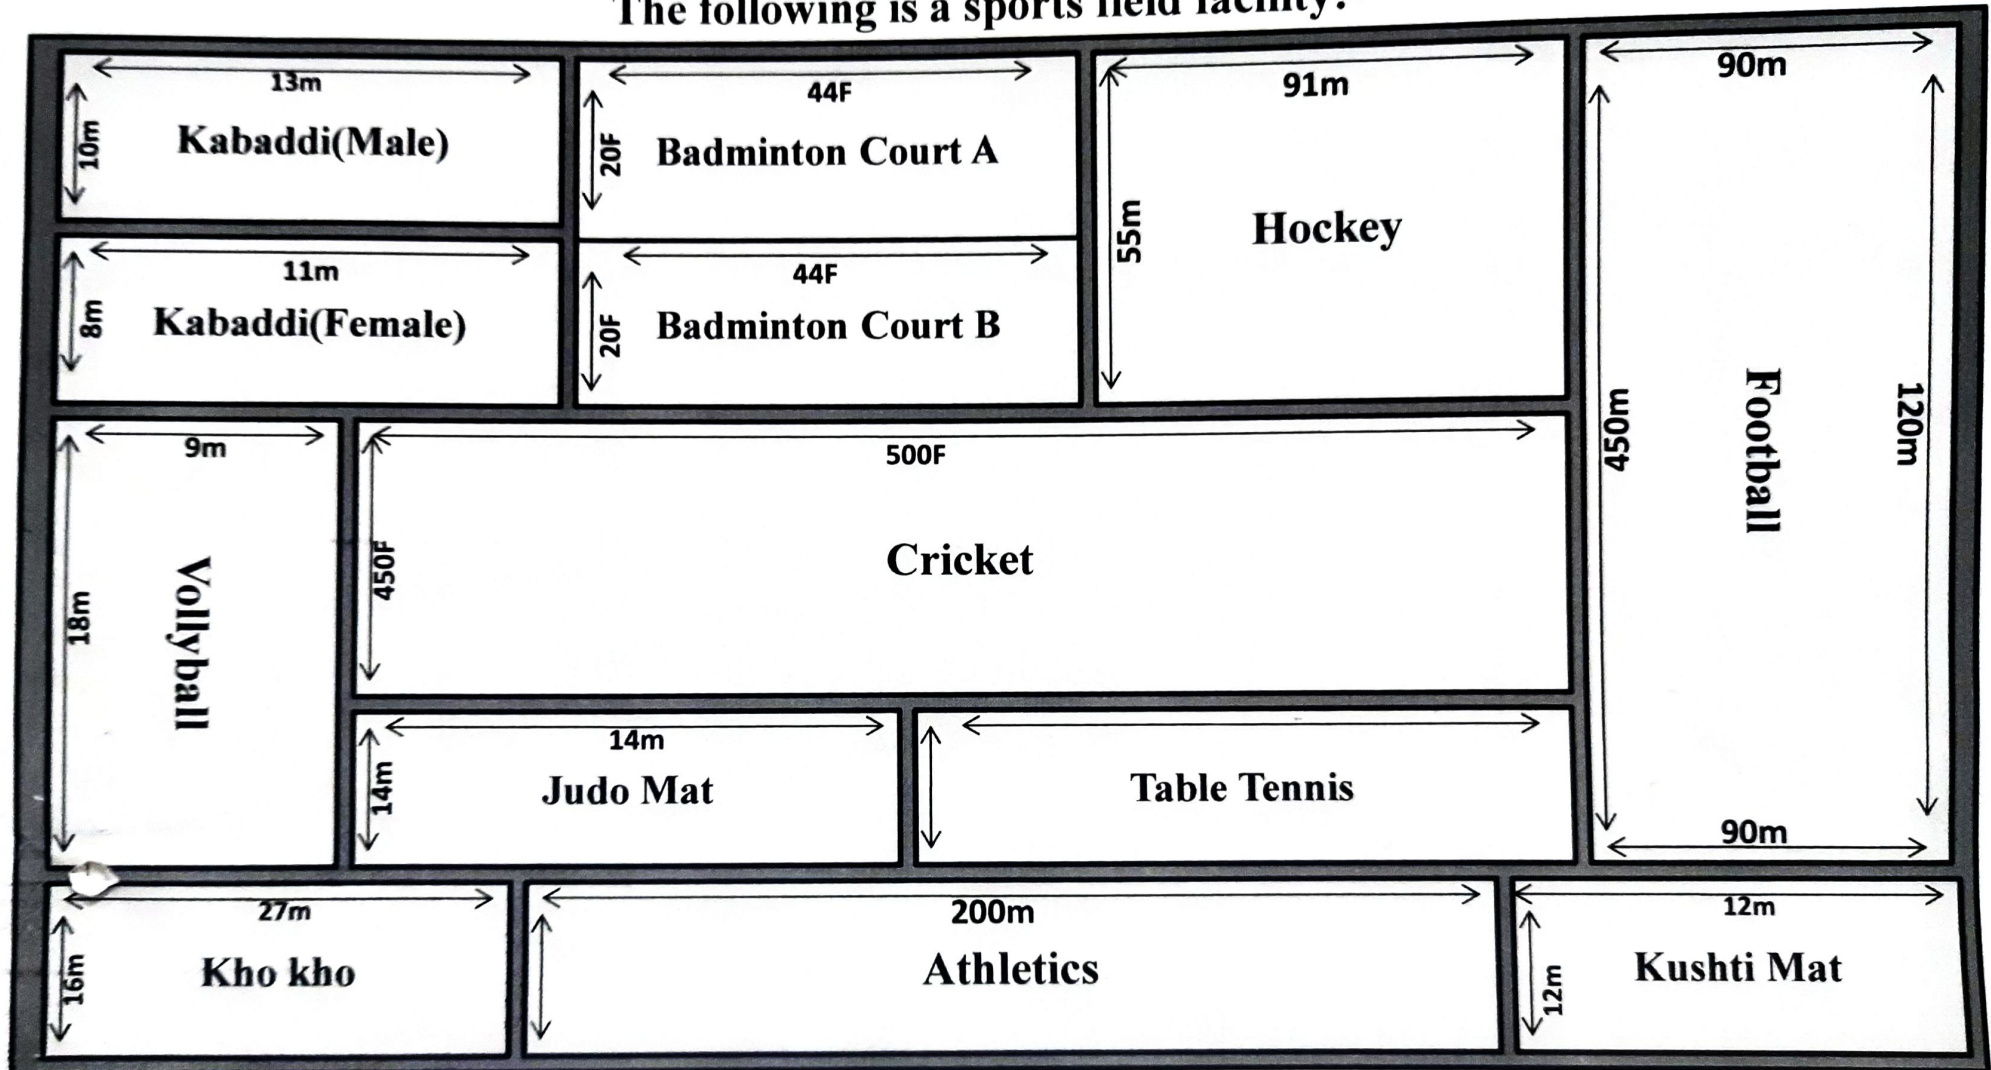 The following is a sports field facility:
13m
10m
Kabaddi(Male)
44F
20F
Badminton Court A
91m
55m
Hockey
90m
450m
120m
Football
90m
11m
8m
Kabaddi(Female)
44F
20F
Badminton Court B
9m
18m
Vollyball
500F
450F
Cricket
14m
14m
Judo Mat
Table Tennis
27m
16m
Kho kho
200m
Athletics
12m
12m
Kushti Mat